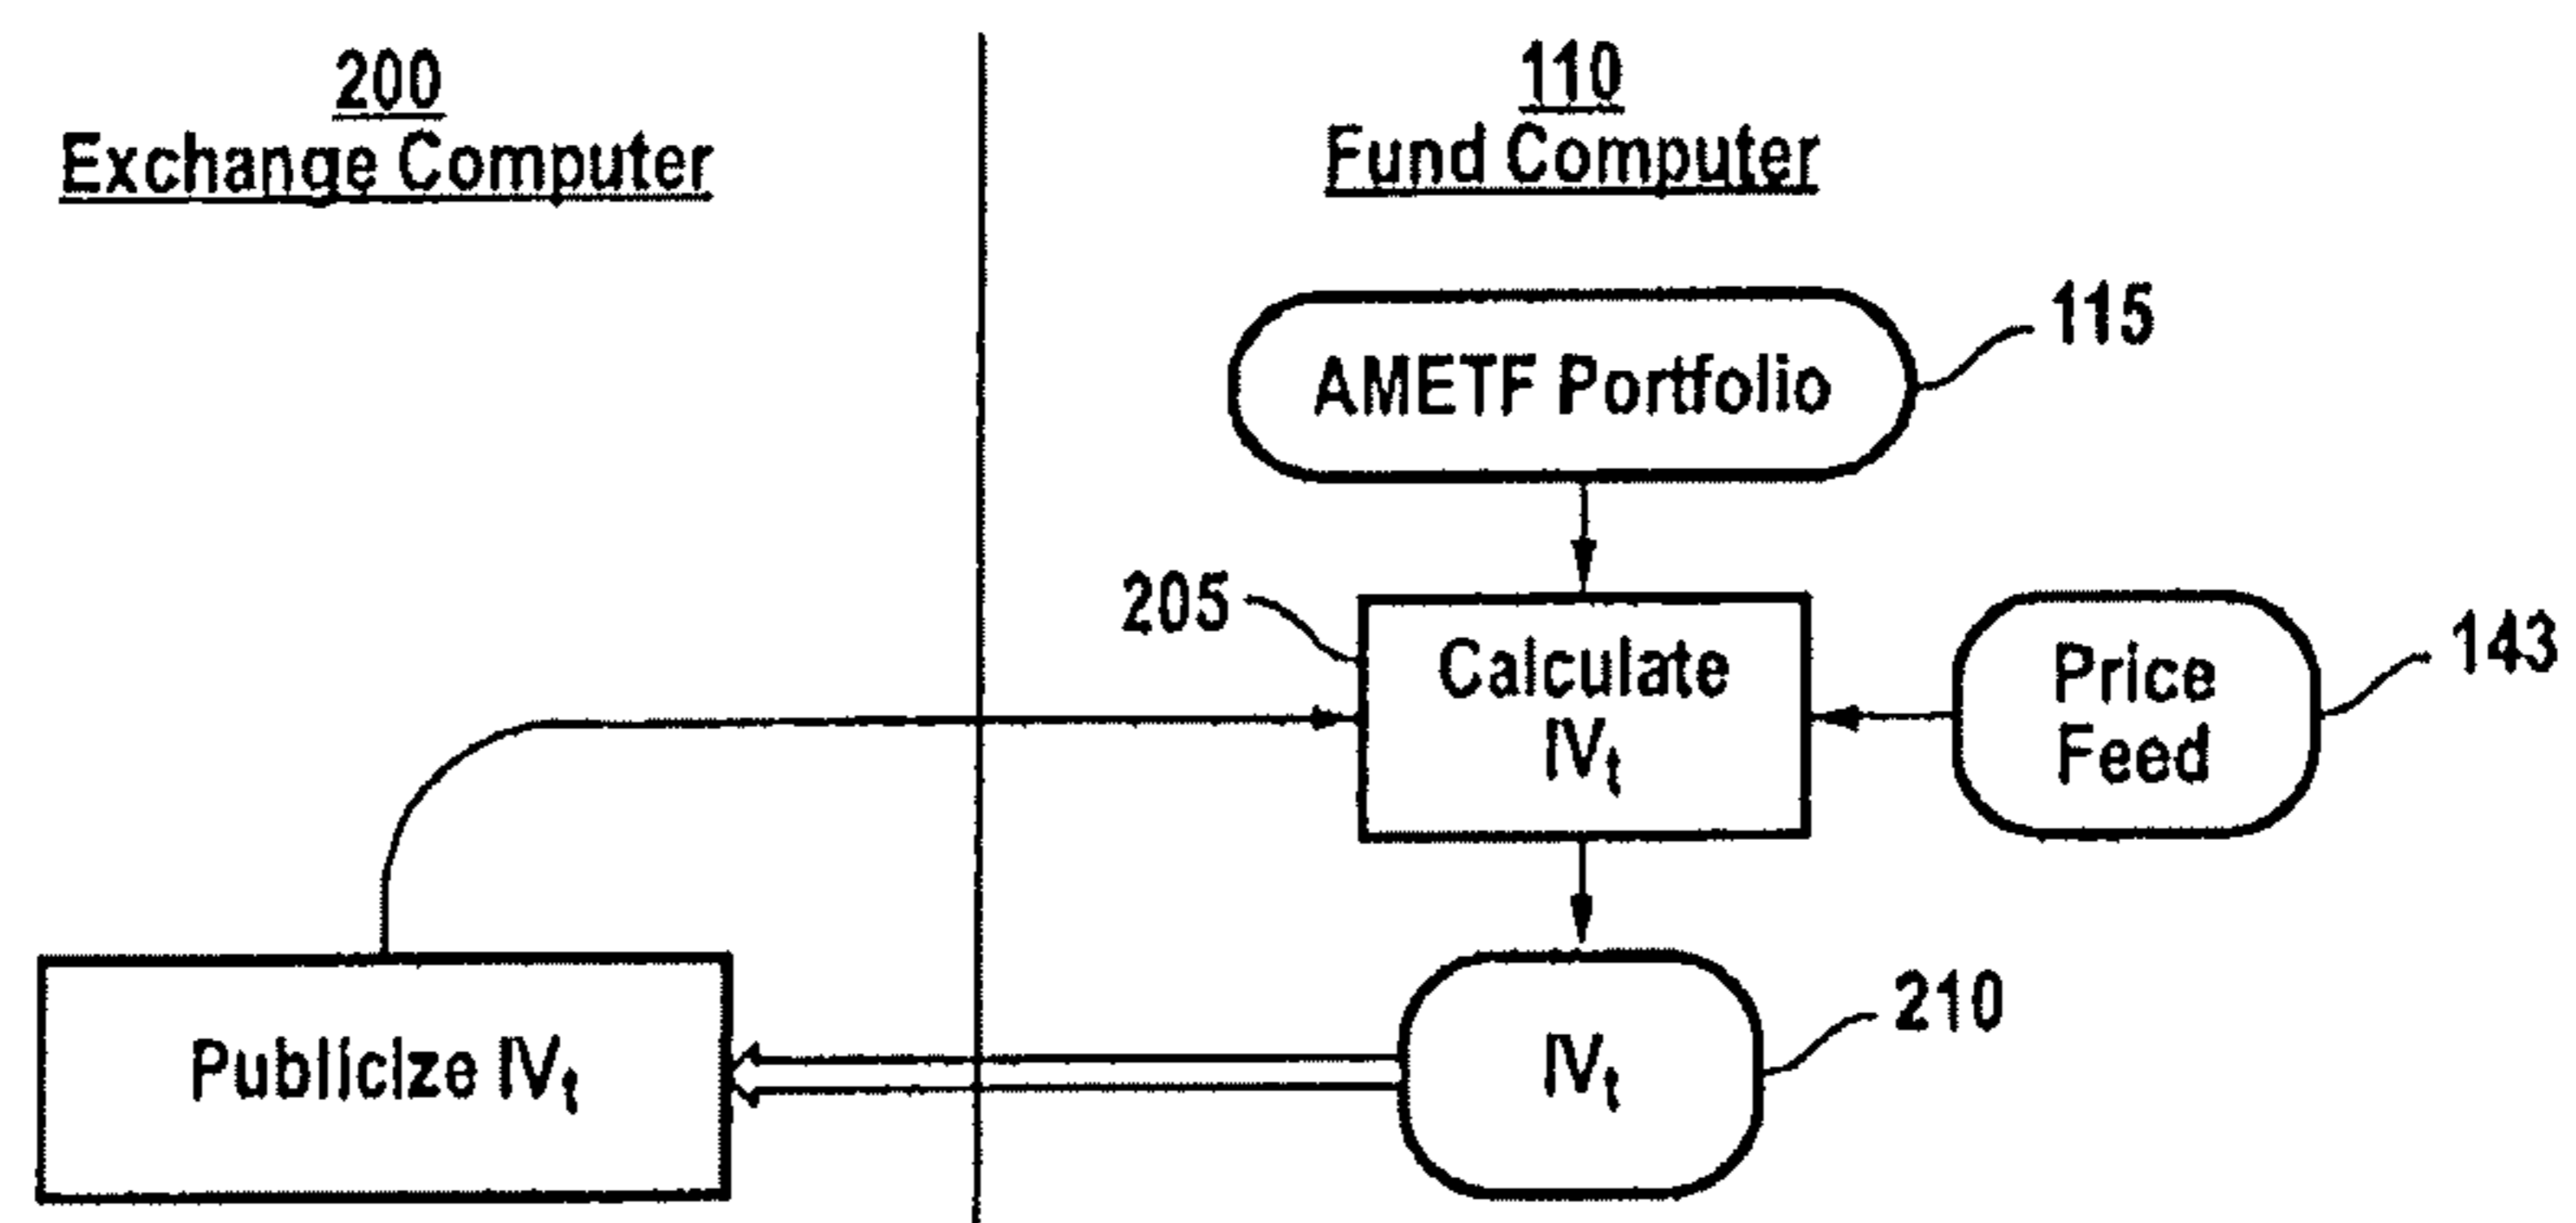 200
Exchange Computer
110
Fund Computer
AMETF Portfolio
115
205
Calculate
IVt
Price
Feed
143
Publicize IVt
IVt
210